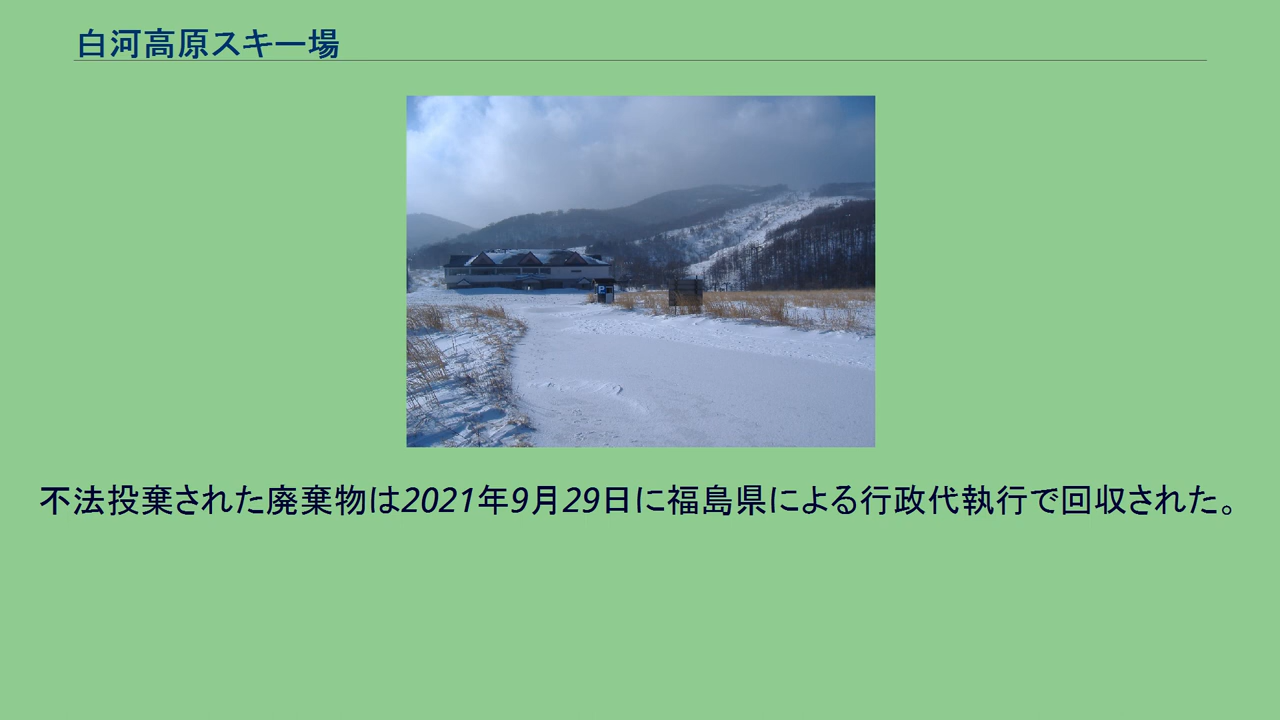 白河高原スキー場
不法投棄された廃棄物は2021年9月29日に福島県による行政代執行で回収された。